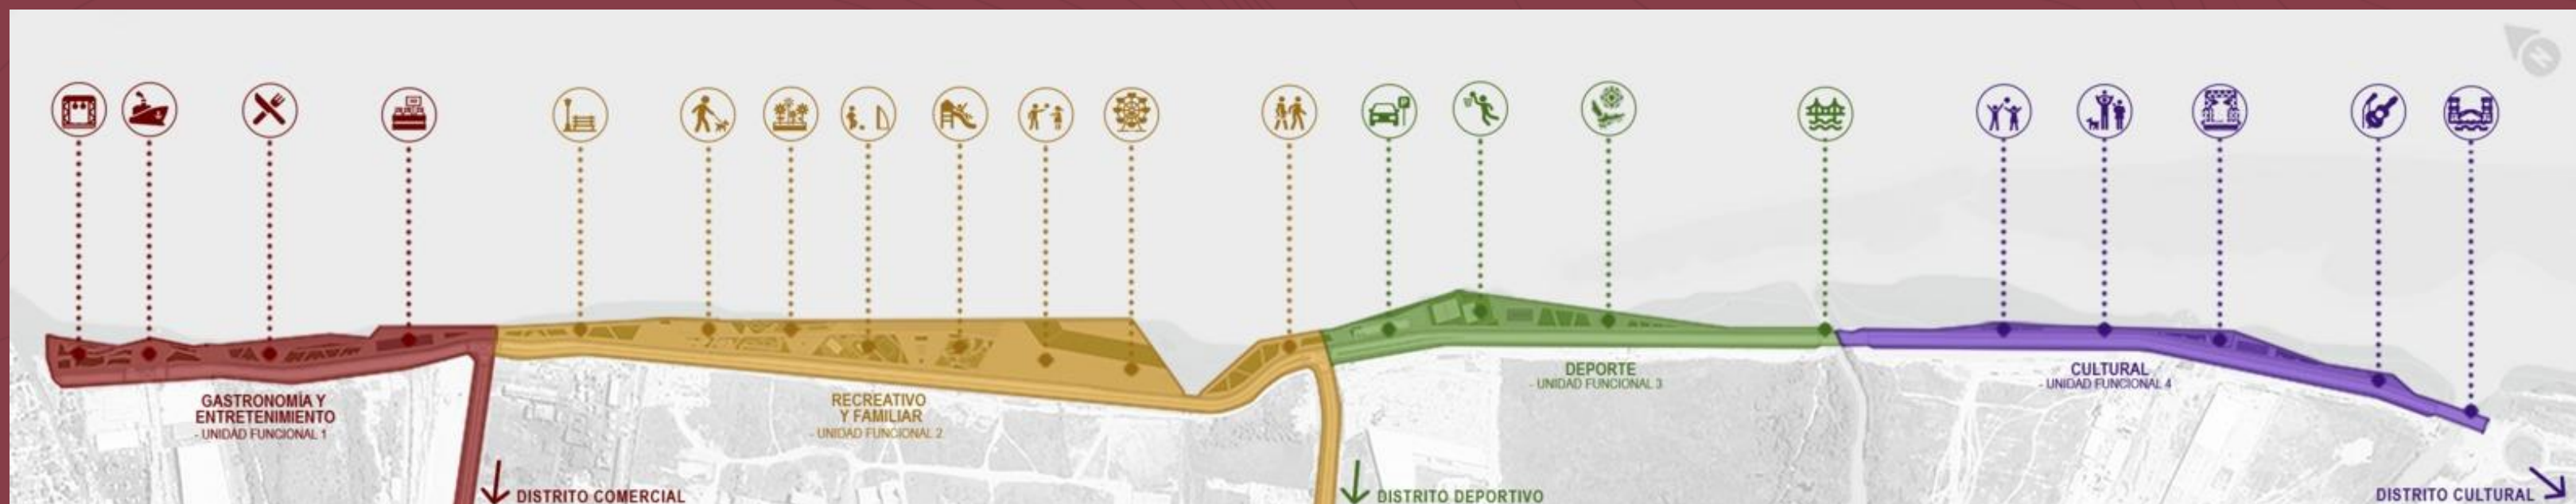 GASTRONOMÍA Y
ENTRETENIMIENTO
- UNIDAD FUNCIONAL 1
RECREATIVO
Y FAMILIAR
- UNIDAD FUNCIONAL 2
DEPORTE
- UNIDAD FUNCIONAL 3
CULTURAL
- UNIDAD FUNCIONAL 4
DISTRITO COMERCIAL
DISTRITO DEPORTIVO
DISTRITO CULTURAL
N
P